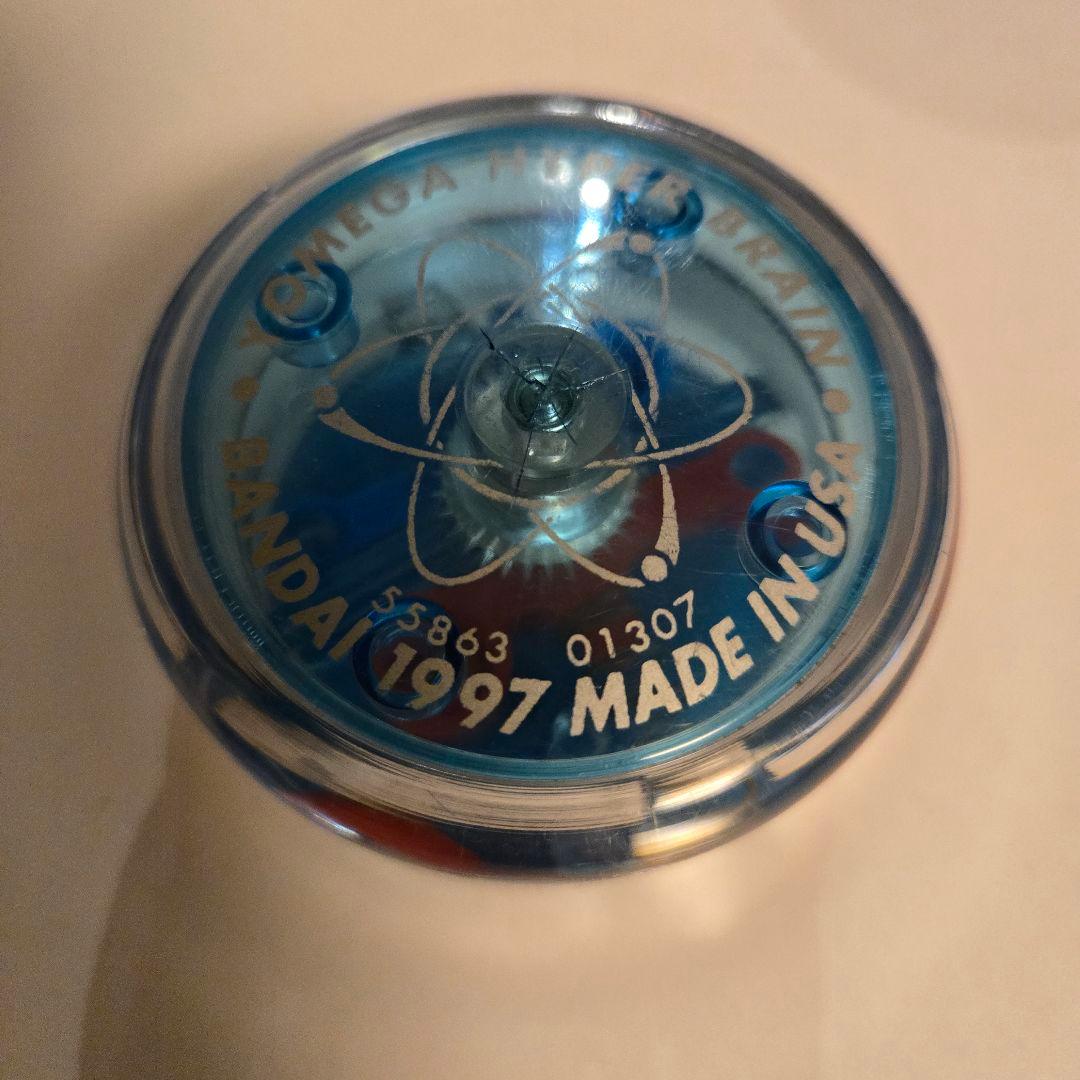 YOMEGA HYPER BRAIN
55863 01307
BANDAI 1997 MADE IN USA